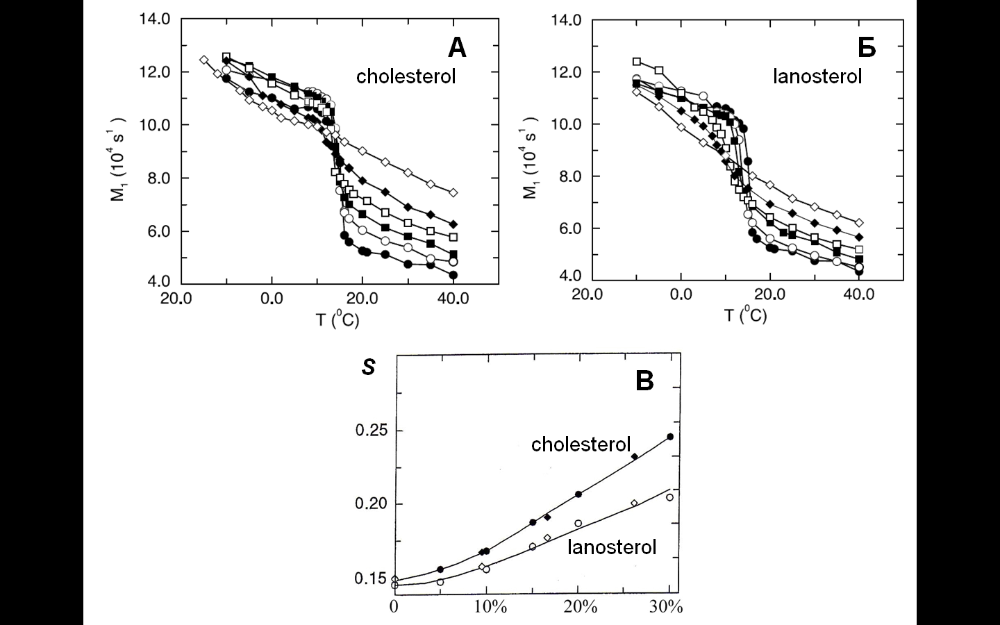 14.0
12.0
10.0
8.0
6.0
4.0
20.0 0.0 20.0 40.0
T (⁰C)
M₁ (10⁴ s¹ )
А
cholesterol
14.0
12.0
10.0
8.0
6.0
4.0
20.0 0.0 20.0 40.0
T (⁰C)
M₁ (10⁴ s¹ )
Б
lanosterol
S
В
0.25
0.20
0.15
cholesterol
lanosterol
0 10% 20% 30%